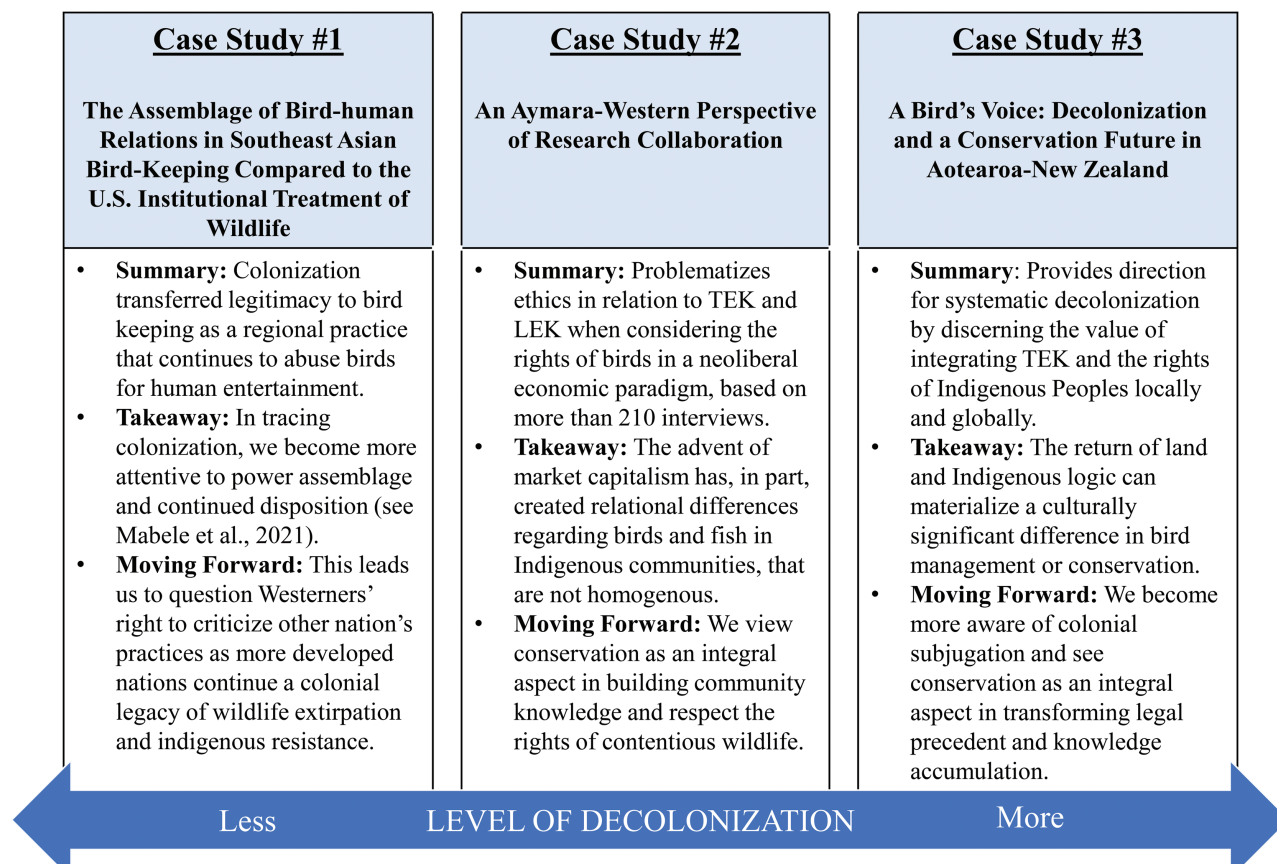 Case Study #1
The Assemblage of Bird-human
Relations in Southeast Asian
Bird-Keeping Compared to the
U.S. Institutional Treatment of
Wildlife
• Summary: Colonization
transferred legitimacy to bird
keeping as a regional practice
that continues to abuse birds
for human entertainment.
• Takeaway: In tracing
colonization, we become more
attentive to power assemblage
and continued disposition (see
Mabele et al., 2021).
• Moving Forward: This leads
us to question Westerners’
right to criticize other nation’s
practices as more developed
nations continue a colonial
legacy of wildlife extirpation
and indigenous resistance.
Case Study #2
An Aymara-Western Perspective
of Research Collaboration
• Summary: Problematizes
ethics in relation to TEK and
LEK when considering the
rights of birds in a neoliberal
economic paradigm, based on
more than 210 interviews.
• Takeaway: The advent of
market capitalism has, in part,
created relational differences
regarding birds and fish in
Indigenous communities, that
are not homogenous.
• Moving Forward: We view
conservation as an integral
aspect in building community
knowledge and respect the
rights of contentious wildlife.
Case Study #3
A Bird’s Voice: Decolonization
and a Conservation Future in
Aotearoa-New Zealand
• Summary: Provides direction
for systematic decolonization
by discerning the value of
integrating TEK and the rights
of Indigenous Peoples locally
and globally.
• Takeaway: The return of land
and Indigenous logic can
materialize a culturally
significant difference in bird
management or conservation.
• Moving Forward: We become
more aware of colonial
subjugation and see
conservation as an integral
aspect in transforming legal
precedent and knowledge
accumulation.
Less LEVEL OF DECOLONIZATION More